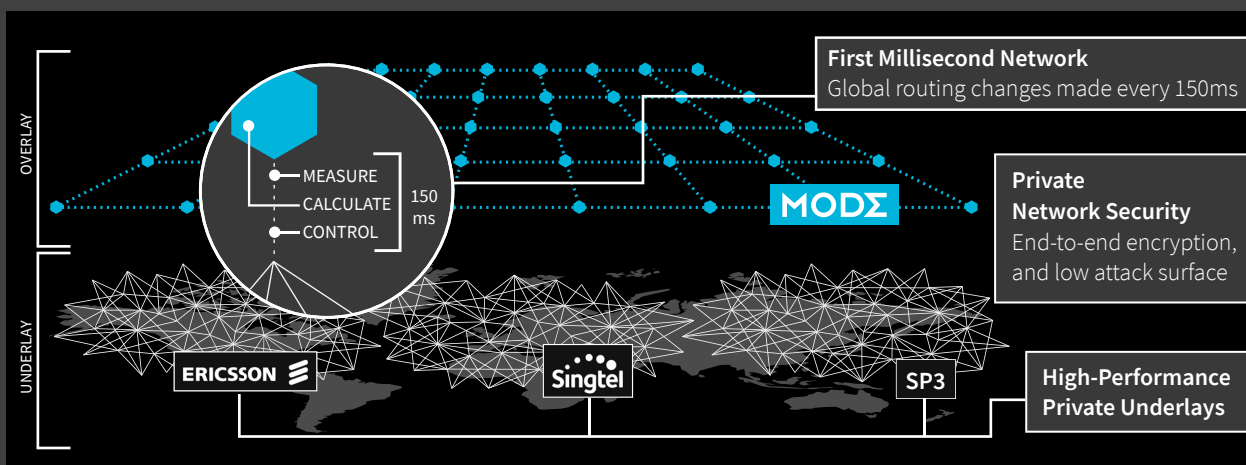 OVERLAY
First Millisecond Network
Global routing changes made every 150ms
MEASURE
CALCULATE
CONTROL
150
ms
MODΣ
Private
Network Security
End-to-end encryption,
and low attack surface
UNDERLAY
ERICSSON
Singtel
SP3
High-Performance
Private Underlays